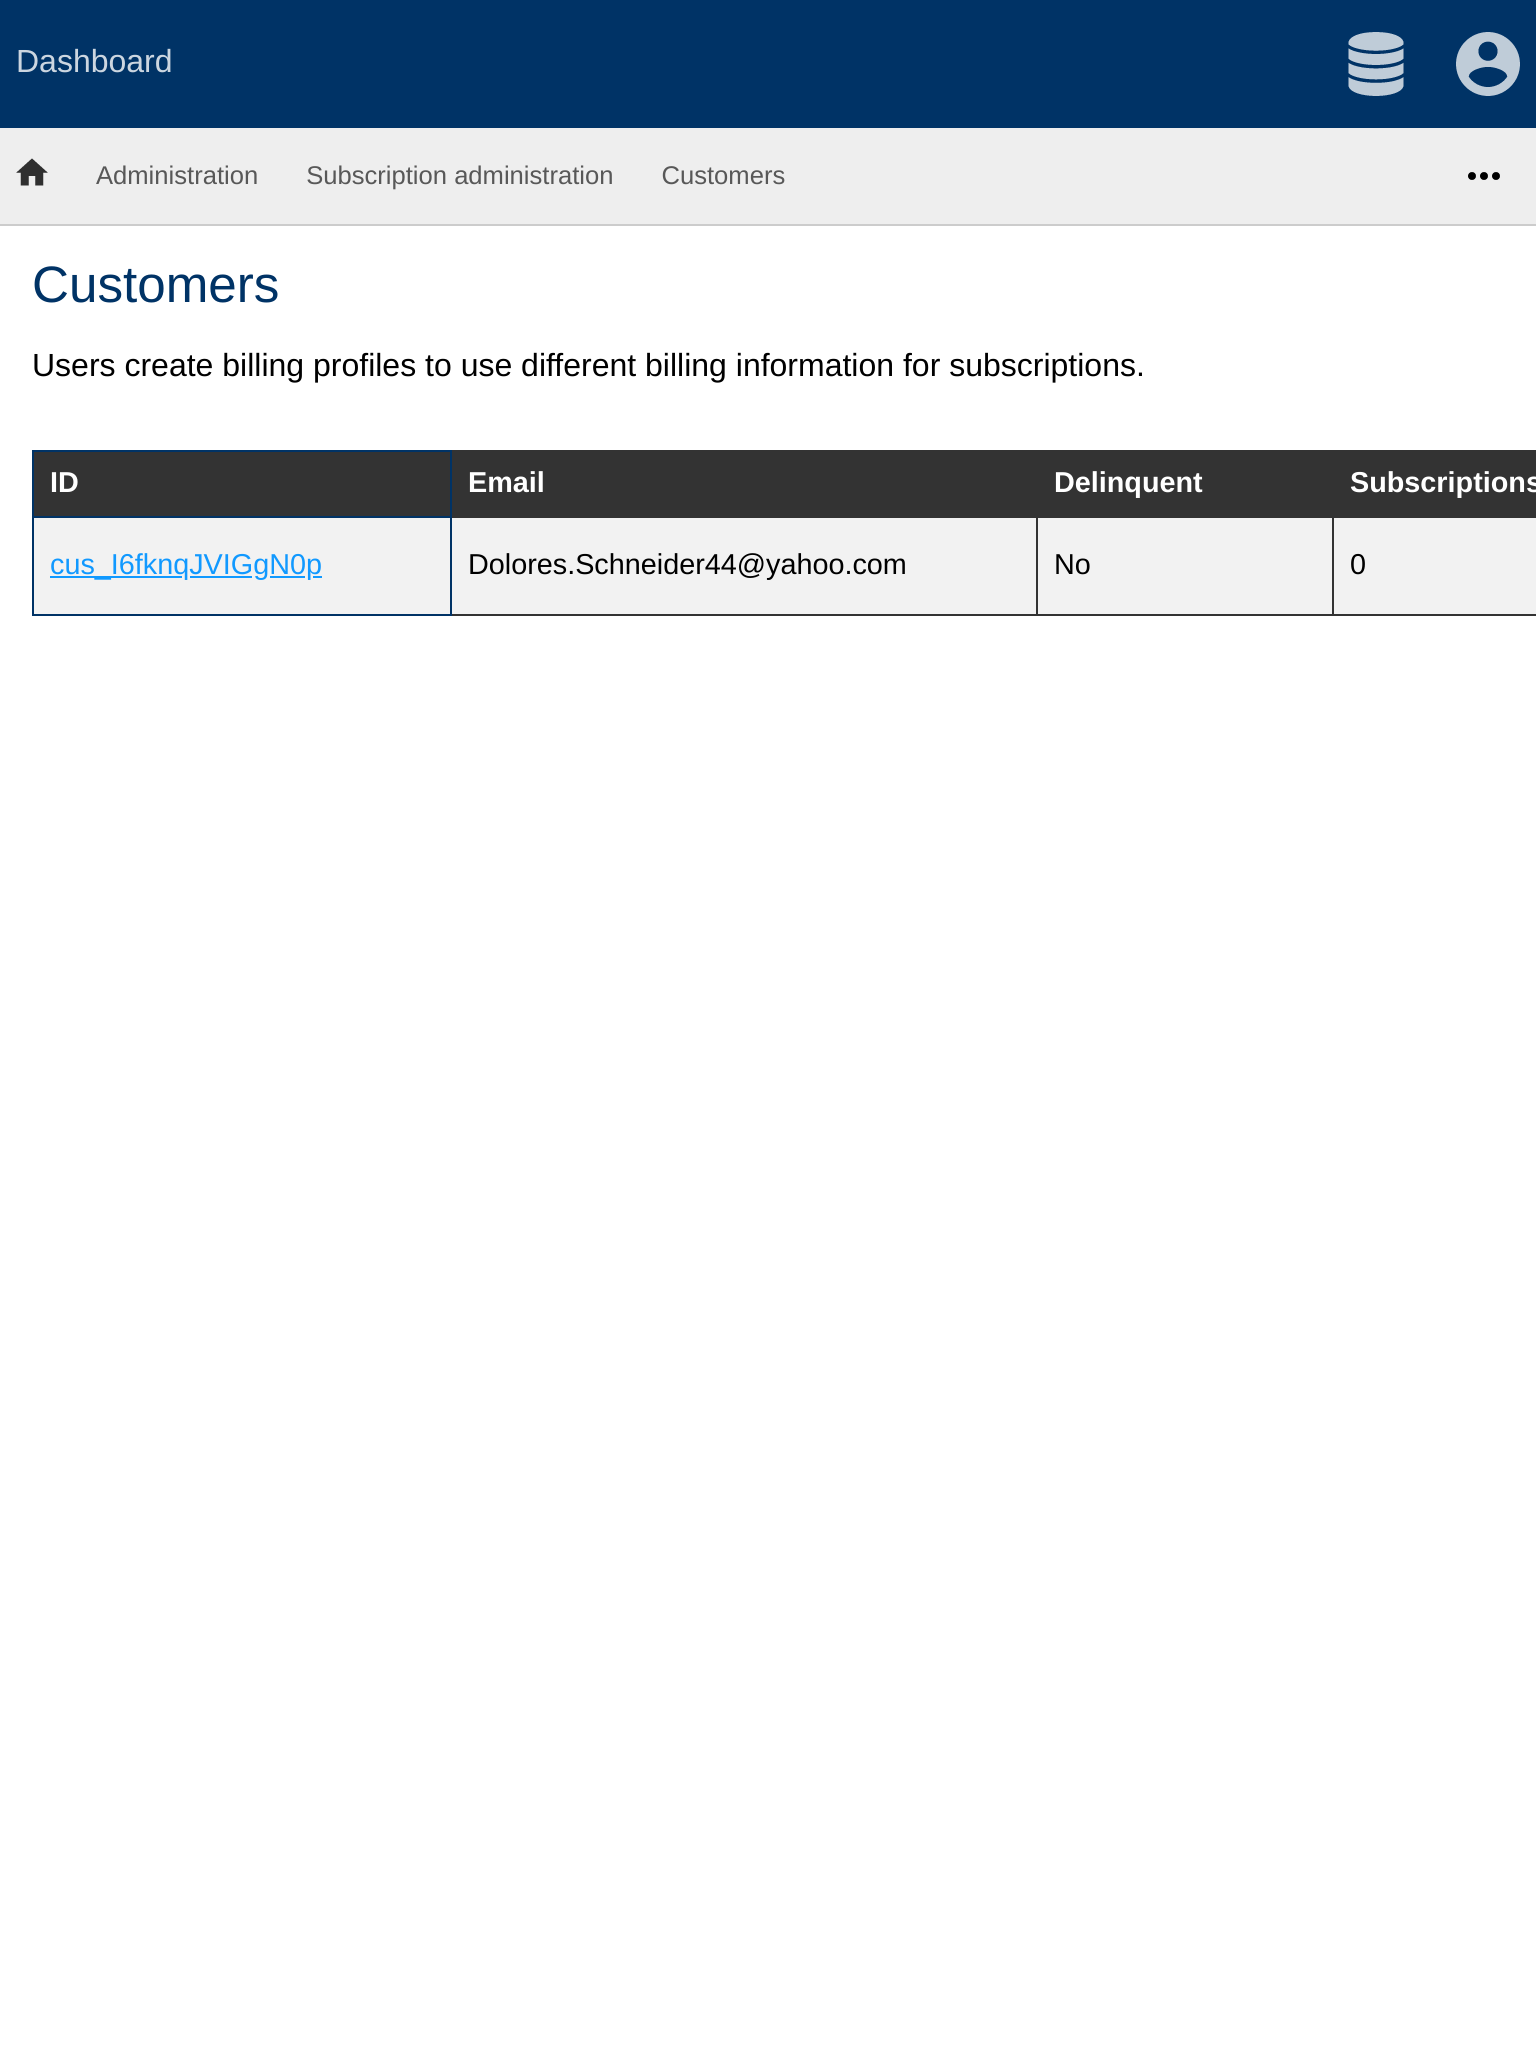 Dashboard
Administration Subscription administration Customers
Customers
Users create billing profiles to use different billing information for subscriptions.
ID Email Delinquent Subscriptions
cus_I6fknqJVIGgN0p Dolores.Schneider44@yahoo.com No 0